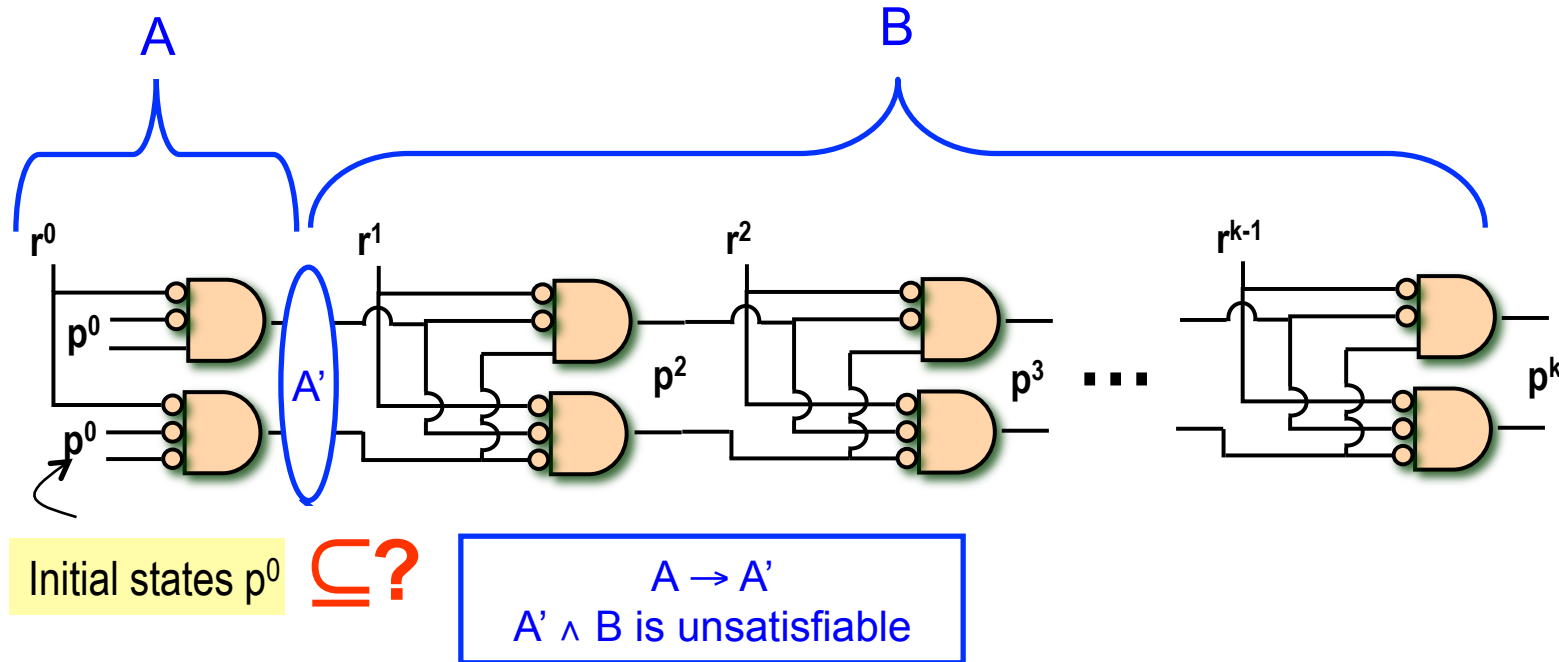 A
B
r⁰ r¹ r² rᵏ⁻¹
p⁰
A’ p² p³ ... pᵏ
p⁰
Initial states p⁰ ⊆? A → A’
A’ ∧ B is unsatisfiable